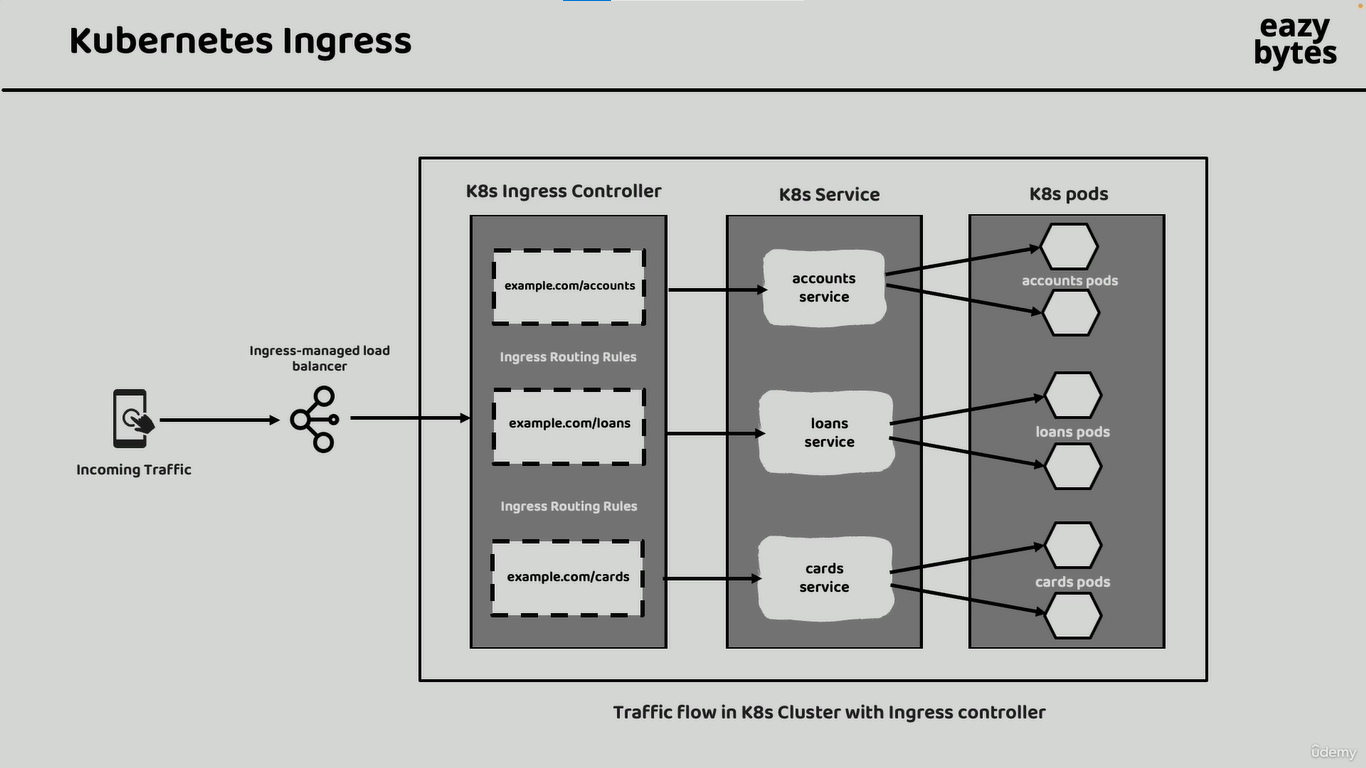 Kubernetes Ingress
eazy
bytes
K8s Ingress Controller
K8s Service
K8s pods
example.com/accounts
accounts
service
accounts pods
Ingress Routing Rules
Ingress-managed load
balancer
Incoming Traffic
example.com/loans
loans
service
loans pods
Ingress Routing Rules
example.com/cards
cards
service
cards pods
Traffic flow in K8s Cluster with Ingress controller
ûdemy